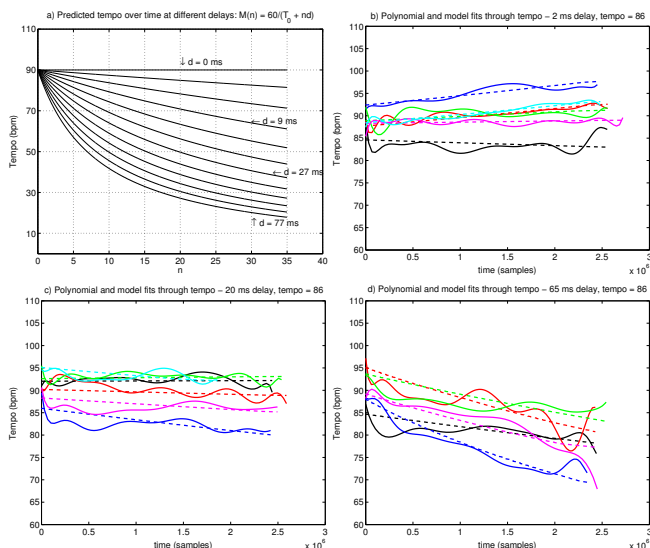 a) Predicted tempo over time at different delays: M(n) = 60/(T0 + nd)
110
90
70
50
30
10
Tempo (bpm)
↓ d = 0 ms
← d = 9 ms
← d = 27 ms
↑ d = 77 ms
0 5 10 15 20 25 30 35 40
n
b) Polynomial and model fits through tempo − 2 ms delay, tempo = 86
110
105
100
95
90
85
80
75
70
65
60
Tempo (bpm)
0 0.5 1 1.5 2 2.5 3
x 10^6
time (samples)
c) Polynomial and model fits through tempo − 20 ms delay, tempo = 86
110
105
100
95
90
85
80
75
70
65
60
Tempo (bpm)
0 0.5 1 1.5 2 2.5 3
x 10^6
time (samples)
d) Polynomial and model fits through tempo − 65 ms delay, tempo = 86
110
105
100
95
90
85
80
75
70
65
60
Tempo (bpm)
0 0.5 1 1.5 2 2.5 3
x 10^6
time (samples)